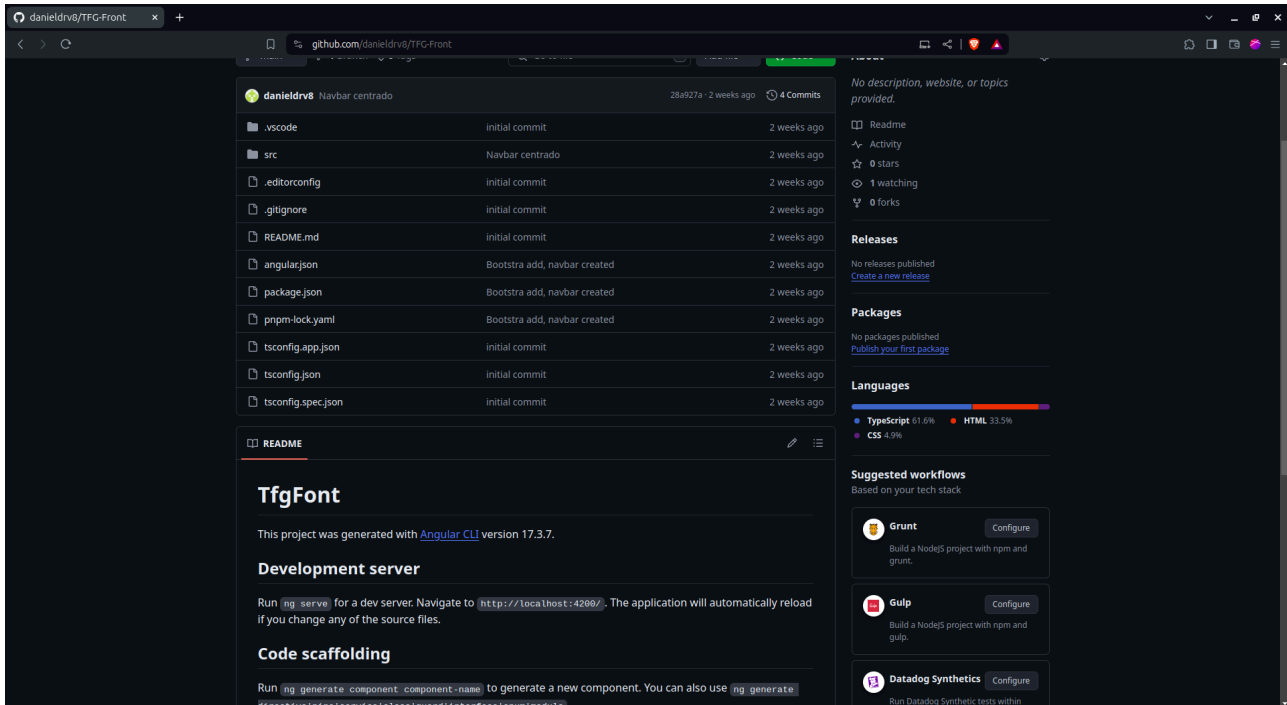 danieldrv8/TFG-Front
github.com/danieldrv8/TFG-Front
About
No description, website, or topics
provided.
Readme
Activity
0 stars
1 watching
0 forks
danieldrv8 Navbar centrado 28a927a · 2 weeks ago 4 Commits
.vscode initial commit 2 weeks ago
src Navbar centrado 2 weeks ago
.editorconfig initial commit 2 weeks ago
.gitignore initial commit 2 weeks ago
README.md initial commit 2 weeks ago
angular.json Bootstra add, navbar created 2 weeks ago
package.json Bootstra add, navbar created 2 weeks ago
pnpm-lock.yaml Bootstra add, navbar created 2 weeks ago
tsconfig.app.json initial commit 2 weeks ago
tsconfig.json initial commit 2 weeks ago
tsconfig.spec.json initial commit 2 weeks ago
Releases
No releases published
Create a new release
Packages
No packages published
Publish your first package
Languages
TypeScript 61.6% HTML 33.5%
CSS 4.9%
README
TfgFont
This project was generated with Angular CLI version 17.3.7.
Development server
Run ng serve for a dev server. Navigate to http://localhost:4200/. The application will automatically reload
if you change any of the source files.
Code scaffolding
Run ng generate component component-name to generate a new component. You can also use ng generate
directive|pipe|service|class|guard|interface|enum|module.
Suggested workflows
Based on your tech stack
Grunt Configure
Build a NodeJS project with npm and
grunt.
Gulp Configure
Build a NodeJS project with npm and
gulp.
Datadog Synthetics Configure
Run Datadog Synthetic tests within